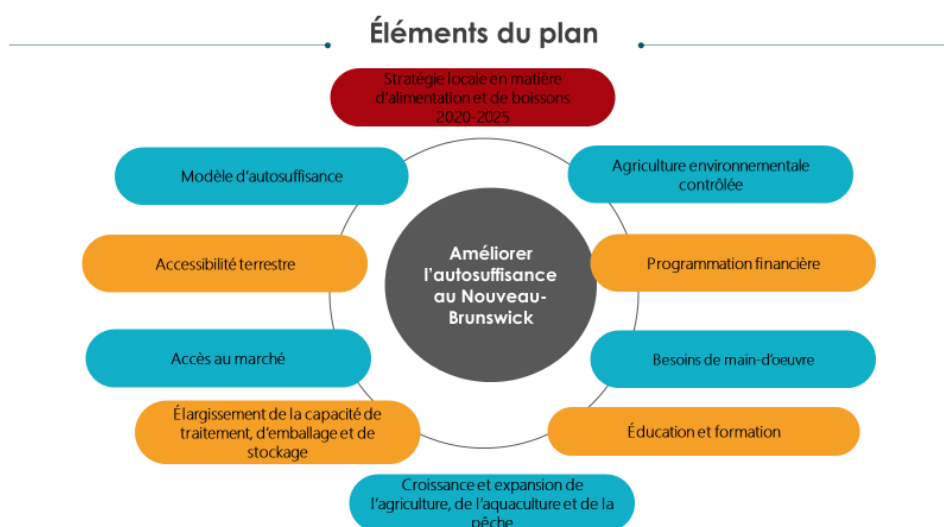 Éléments du plan
Stratégie locale en matière
d'alimentation et de boissons
2020-2025
Modèle d'autosuffisance
Agriculture environnementale
contrôlée
Accessibilité terrestre
Améliorer
l'autosuffisance
au Nouveau-
Brunswick
Programmation financière
Accès au marché
Besoins de main-d'oeuvre
Élargissement de la capacité de
traitement, d'emballage et de
stockage
Éducation et formation
Croissance et expansion de
l'agriculture, de l'aquaculture et de la
pêche